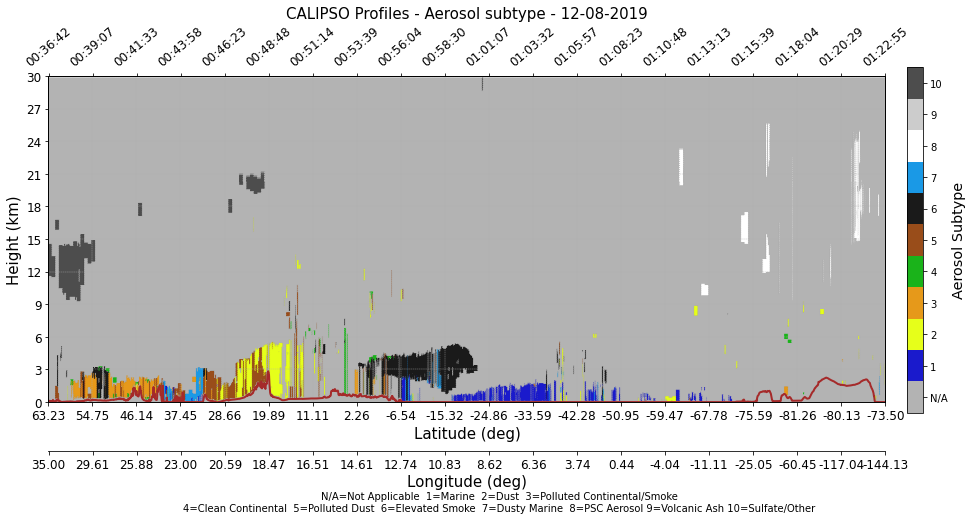 CALIPSO Profiles - Aerosol subtype - 12-08-2019
00:36:42 00:39:07 00:41:33 00:43:58 00:46:23 00:48:48 00:51:14 00:53:39 00:56:04 00:58:30 01:01:07 01:03:32 01:05:57 01:08:23 01:10:48 01:13:13 01:15:39 01:18:04 01:20:29 01:22:55
30
27
24
21
18
15
12
9
6
3
0
Height (km)
63.23 54.75 46.14 37.45 28.66 19.89 11.11 2.26 -6.54 -15.32 -24.86 -33.59 -42.28 -50.95 -59.47 -67.78 -75.59 -81.26 -80.13 -73.50
Latitude (deg)
35.00 29.61 25.88 23.00 20.59 18.47 16.51 14.61 12.74 10.83 8.62 6.36 3.74 0.44 -4.04 -11.11 -25.05 -60.45 -117.04 -144.13
Longitude (deg)
10
9
8
7
6
5
4
3
2
1
N/A
Aerosol Subtype
N/A=Not Applicable 1=Marine 2=Dust 3=Polluted Continental/Smoke
4=Clean Continental 5=Polluted Dust 6=Elevated Smoke 7=Dusty Marine 8=PSC Aerosol 9=Volcanic Ash 10=Sulfate/Other